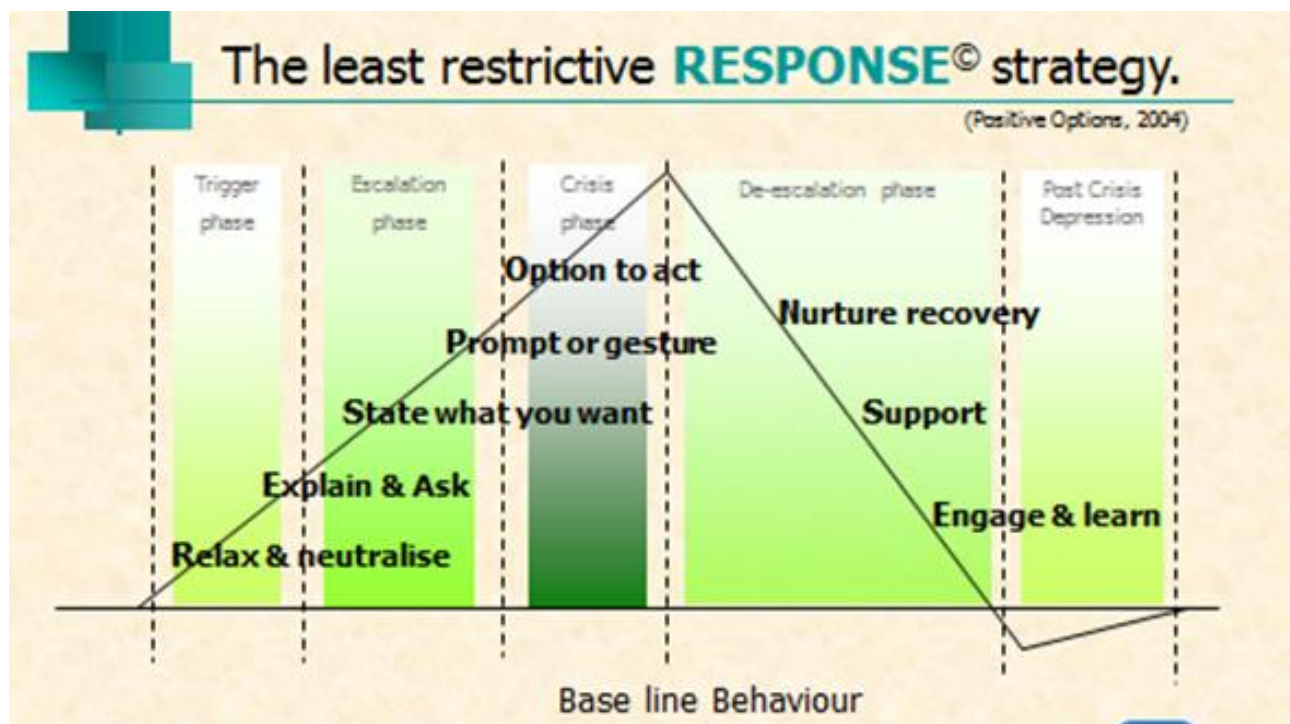 The least restrictive RESPONSE© strategy.
(Positive Options, 2004)
Trigger
phase
Escalation
phase
Crisis
phase
De-escalation phase
Post Crisis
Depression
Option to act
Nurture recovery
Prompt or gesture
State what you want
Support
Explain & Ask
Engage & learn
Relax & neutralise
Base line Behaviour